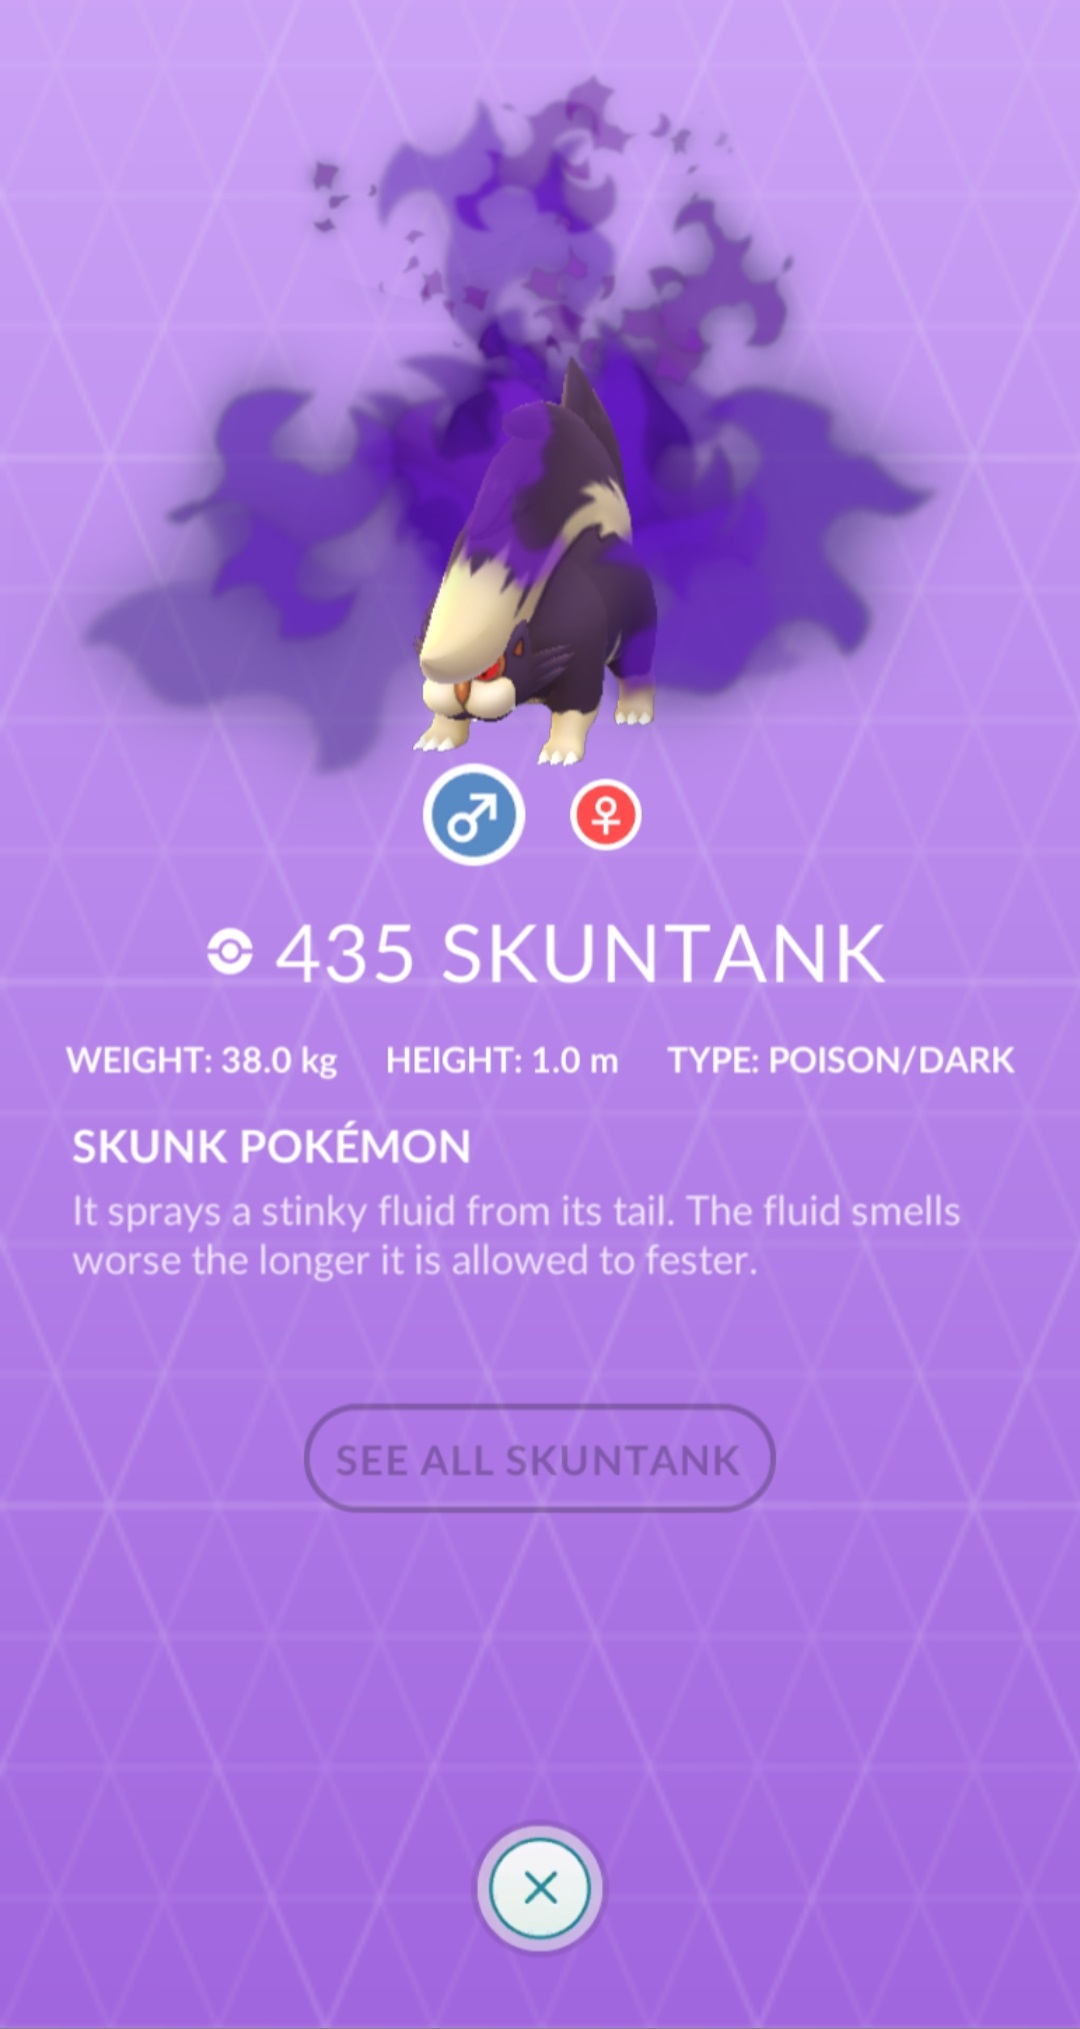 435 SKUNTANK
WEIGHT: 38.0 kg HEIGHT: 1.0 m TYPE: POISON/DARK
SKUNK POKÉMON
It sprays a stinky fluid from its tail. The fluid smells
worse the longer it is allowed to fester.
SEE ALL SKUNTANK